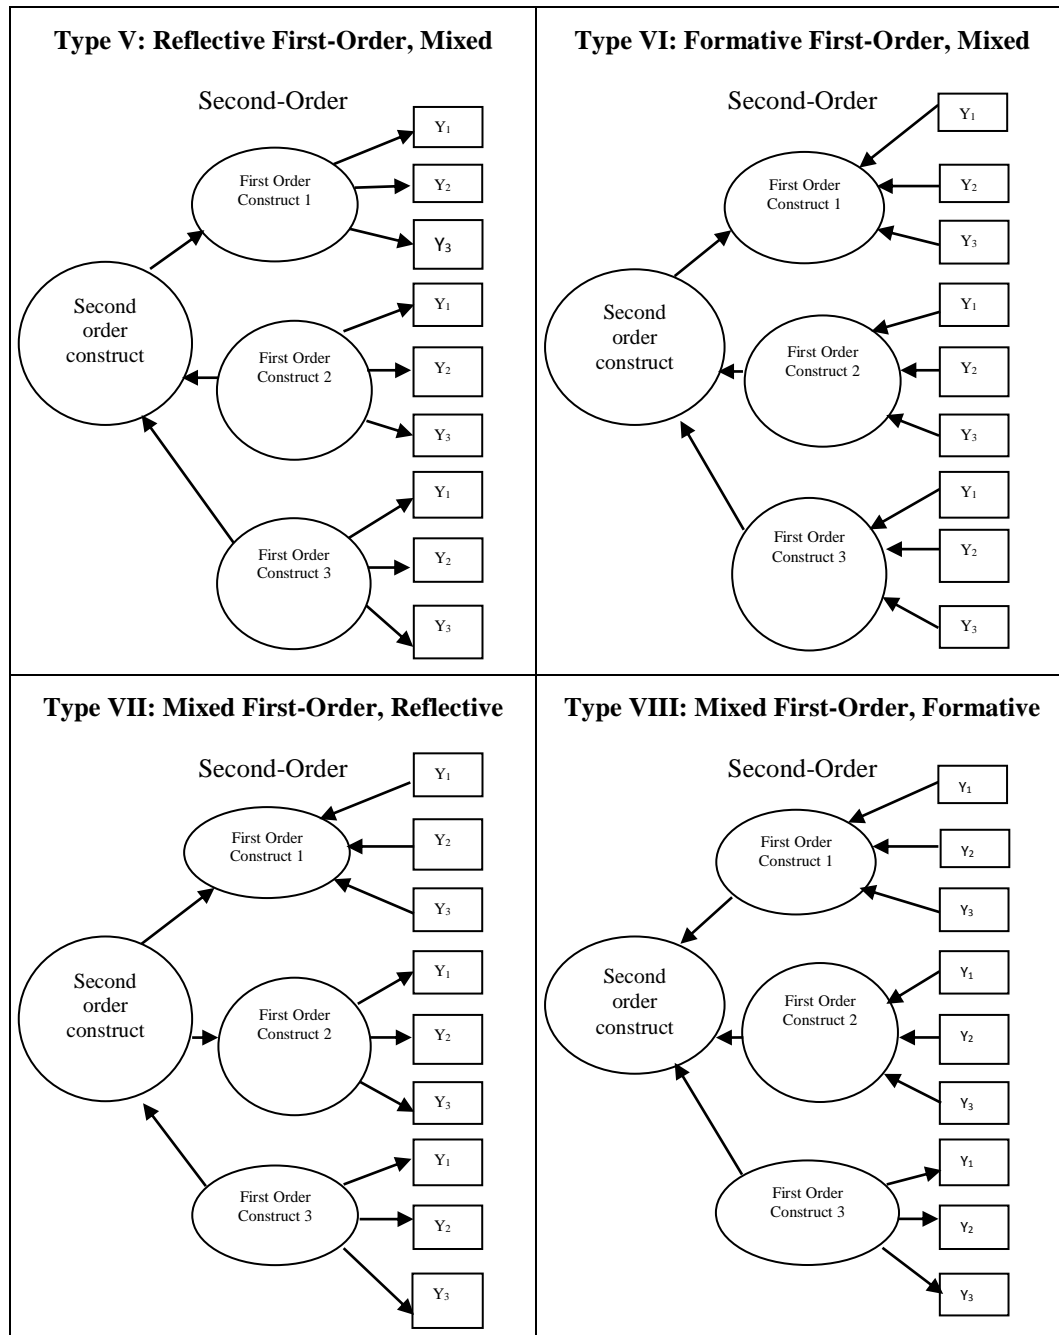 Type V: Reflective First-Order, Mixed
Second-Order
Y₁
First Order
Construct 1
Y₂
Y₃
Second
order
construct
Y₁
First Order
Construct 2
Y₂
Y₃
Y₁
First Order
Construct 3
Y₂
Y₃
Type VI: Formative First-Order, Mixed
Second-Order
Y₁
First Order
Construct 1
Y₂
Y₃
Second
order
construct
Y₁
First Order
Construct 2
Y₂
Y₃
Y₁
First Order
Construct 3
Y₂
Y₃
Type VII: Mixed First-Order, Reflective
Second-Order
Y₁
First Order
Construct 1
Y₂
Y₃
Second
order
construct
Y₁
First Order
Construct 2
Y₂
Y₃
Y₁
First Order
Construct 3
Y₂
Y₃
Type VIII: Mixed First-Order, Formative
Second-Order
Y₁
First Order
Construct 1
Y₂
Y₃
Second
order
construct
Y₁
First Order
Construct 2
Y₂
Y₃
Y₁
First Order
Construct 3
Y₂
Y₃